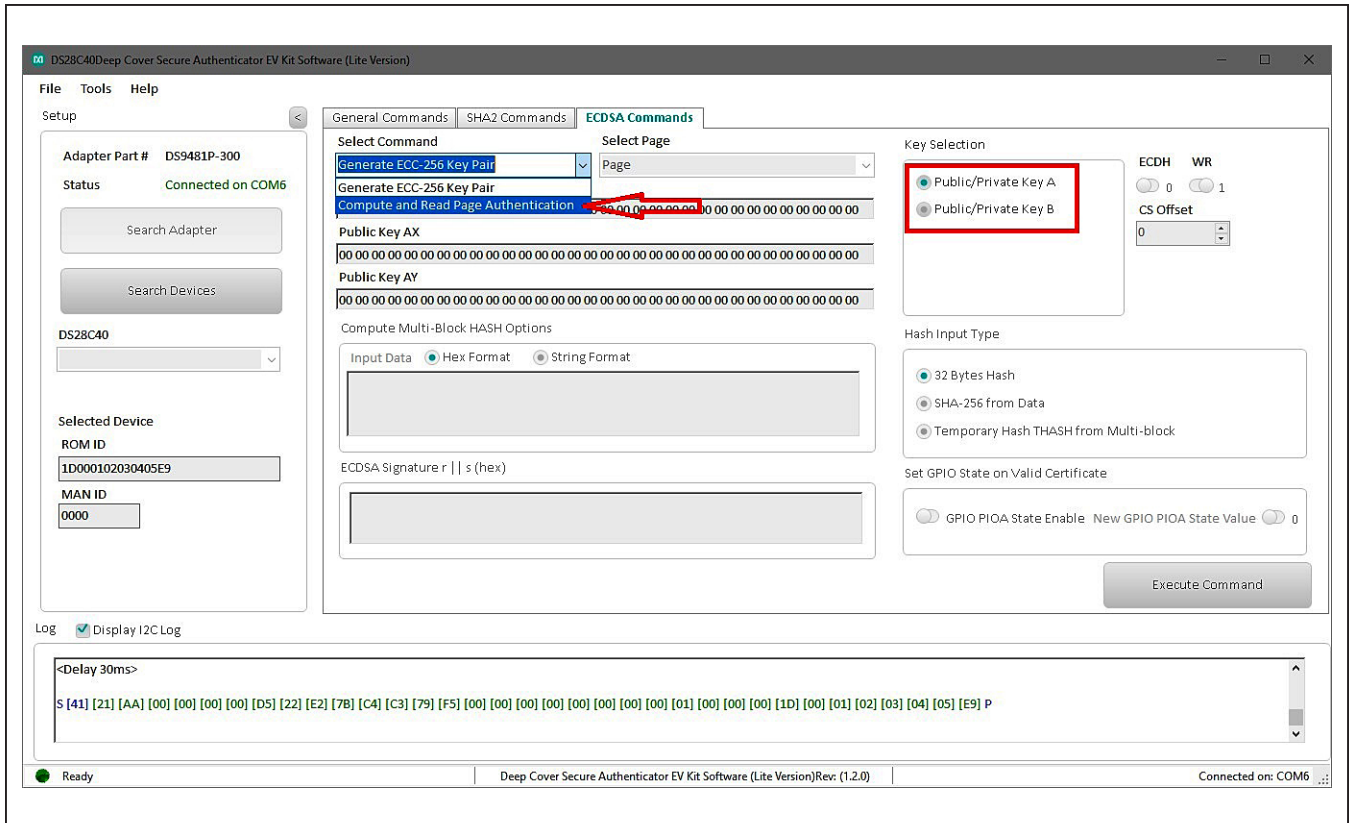 DS28C40Deep Cover Secure Authenticator EV Kit Software (Lite Version)
File Tools Help
Setup
<
Adapter Part # DS9481P-300
Status Connected on COM6
Search Adapter
Search Devices
DS28C40
Selected Device
ROM ID
1D000102030405E9
MAN ID
0000
General Commands SHA2 Commands ECDSA Commands
Select Command Select Page
Generate ECC-256 Key Pair Page
Generate ECC-256 Key Pair
Compute and Read Page Authentication
00 00 00 00 00 00 00 00 00 00
Public Key AX
00 00 00 00 00 00 00 00 00 00 00 00 00 00 00 00 00 00 00 00 00 00 00 00 00 00 00 00 00 00 00 00
Public Key AY
00 00 00 00 00 00 00 00 00 00 00 00 00 00 00 00 00 00 00 00 00 00 00 00 00 00 00 00 00 00 00 00
Compute Multi-Block HASH Options
Input Data Hex Format String Format
ECDSA Signature r || s (hex)
Key Selection
Public/Private Key A
Public/Private Key B
ECDH WR
0 1
CS Offset
0
Hash Input Type
32 Bytes Hash
SHA-256 from Data
Temporary Hash THASH from Multi-block
Set GPIO State on Valid Certificate
GPIO PIOA State Enable New GPIO PIOA State Value 0
Execute Command
Log Display I2C Log
<Delay 30ms>
S [41] [21] [AA] [00] [00] [00] [00] [D5] [22] [E2] [7B] [C4] [C3] [79] [F5] [00] [00] [00] [00] [00] [00] [00] [00] [01] [00] [00] [00] [1D] [00] [01] [02] [03] [04] [05] [E9] P
Ready Deep Cover Secure Authenticator EV Kit Software (Lite Version)Rev: (1.2.0) Connected on: COM6